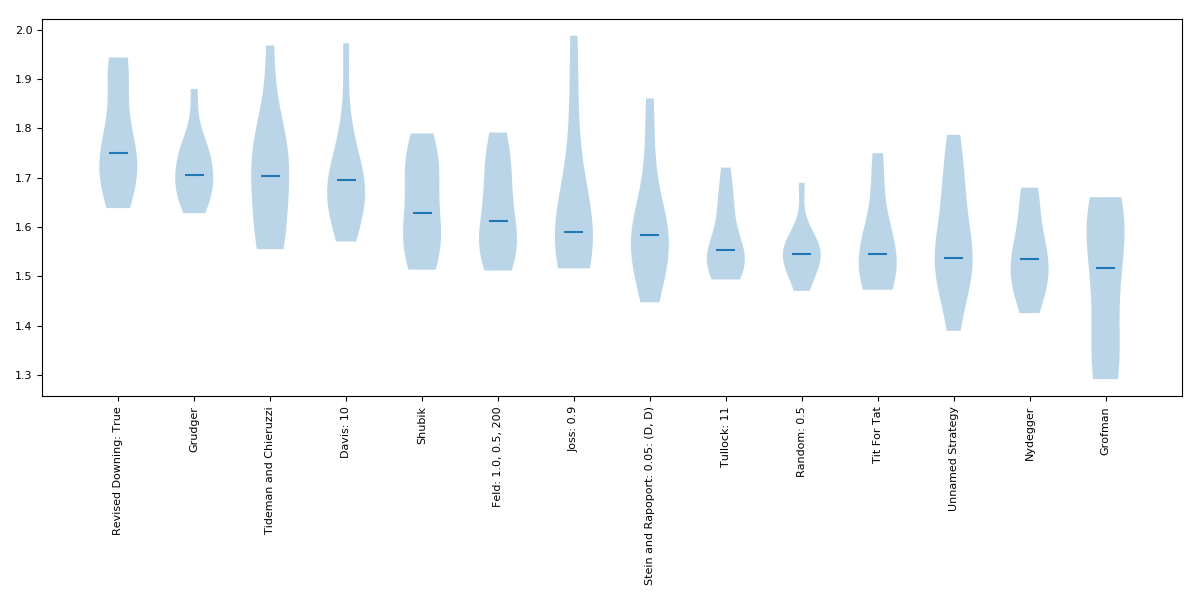 2.0
1.9
1.8
1.7
1.6
1.5
1.4
1.3
Revised Downing: True
Grudger
Tideman and Chieruzzi
Davis: 10
Shubik
Feld: 1.0, 0.5, 200
Joss: 0.9
Stein and Rapoport: 0.05: (D, D)
Tullock: 11
Random: 0.5
Tit For Tat
Unnamed Strategy
Nydegger
Grofman